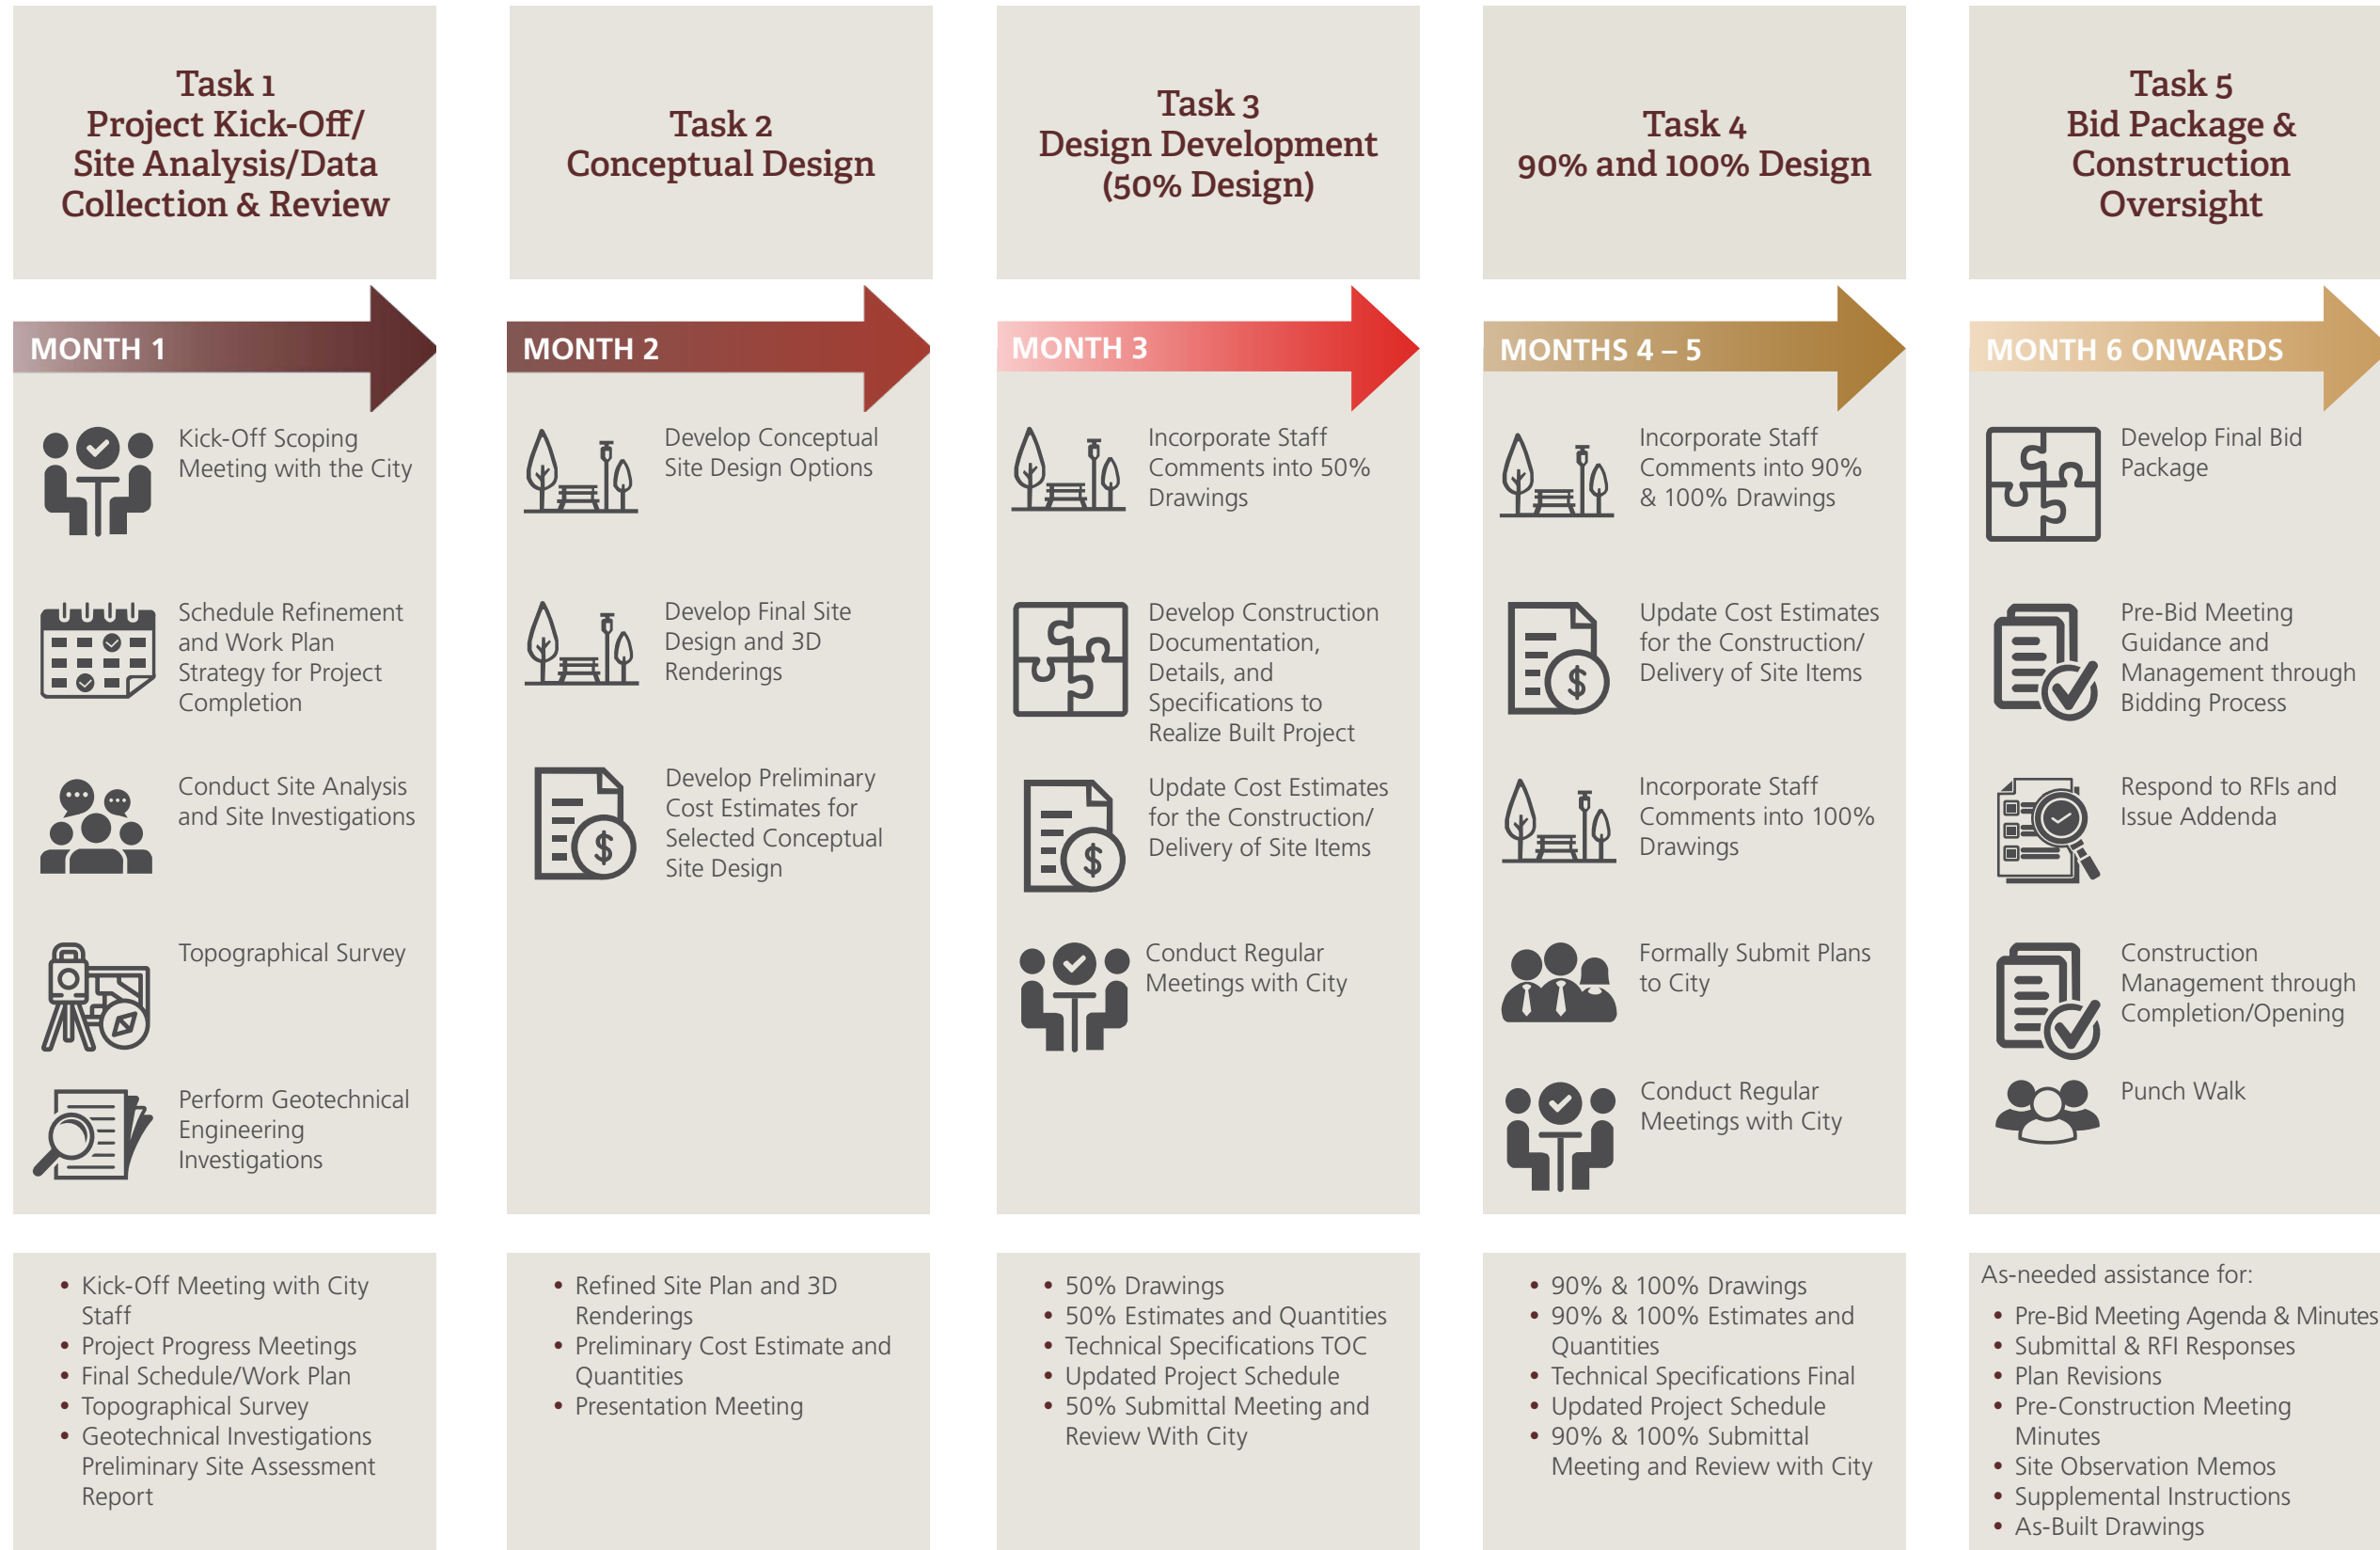 Task 1
Project Kick-Off/
Site Analysis/Data
Collection & Review
MONTH 1
Kick-Off Scoping
Meeting with the City
Schedule Refinement
and Work Plan
Strategy for Project
Completion
Conduct Site Analysis
and Site Investigations
Topographical Survey
Perform Geotechnical
Engineering
Investigations
• Kick-Off Meeting with City
Staff
• Project Progress Meetings
• Final Schedule/Work Plan
• Topographical Survey
• Geotechnical Investigations
Preliminary Site Assessment
Report
Task 2
Conceptual Design
MONTH 2
Develop Conceptual
Site Design Options
Develop Final Site
Design and 3D
Renderings
Develop Preliminary
Cost Estimates for
Selected Conceptual
Site Design
• Refined Site Plan and 3D
Renderings
• Preliminary Cost Estimate and
Quantities
• Presentation Meeting
Task 3
Design Development
(50% Design)
MONTH 3
Incorporate Staff
Comments into 50%
Drawings
Develop Construction
Documentation,
Details, and
Specifications to
Realize Built Project
Update Cost Estimates
for the Construction/
Delivery of Site Items
Conduct Regular
Meetings with City
• 50% Drawings
• 50% Estimates and Quantities
• Technical Specifications TOC
• Updated Project Schedule
• 50% Submittal Meeting and
Review With City
Task 4
90% and 100% Design
MONTHS 4 – 5
Incorporate Staff
Comments into 90%
& 100% Drawings
Update Cost Estimates
for the Construction/
Delivery of Site Items
Incorporate Staff
Comments into 100%
Drawings
Formally Submit Plans
to City
Conduct Regular
Meetings with City
• 90% & 100% Drawings
• 90% & 100% Estimates and
Quantities
• Technical Specifications Final
• Updated Project Schedule
• 90% & 100% Submittal
Meeting and Review with City
Task 5
Bid Package &
Construction
Oversight
MONTH 6 ONWARDS
Develop Final Bid
Package
Pre-Bid Meeting
Guidance and
Management through
Bidding Process
Respond to RFIs and
Issue Addenda
Construction
Management through
Completion/Opening
Punch Walk
As-needed assistance for:
• Pre-Bid Meeting Agenda & Minutes
• Submittal & RFI Responses
• Plan Revisions
• Pre-Construction Meeting
Minutes
• Site Observation Memos
• Supplemental Instructions
• As-Built Drawings